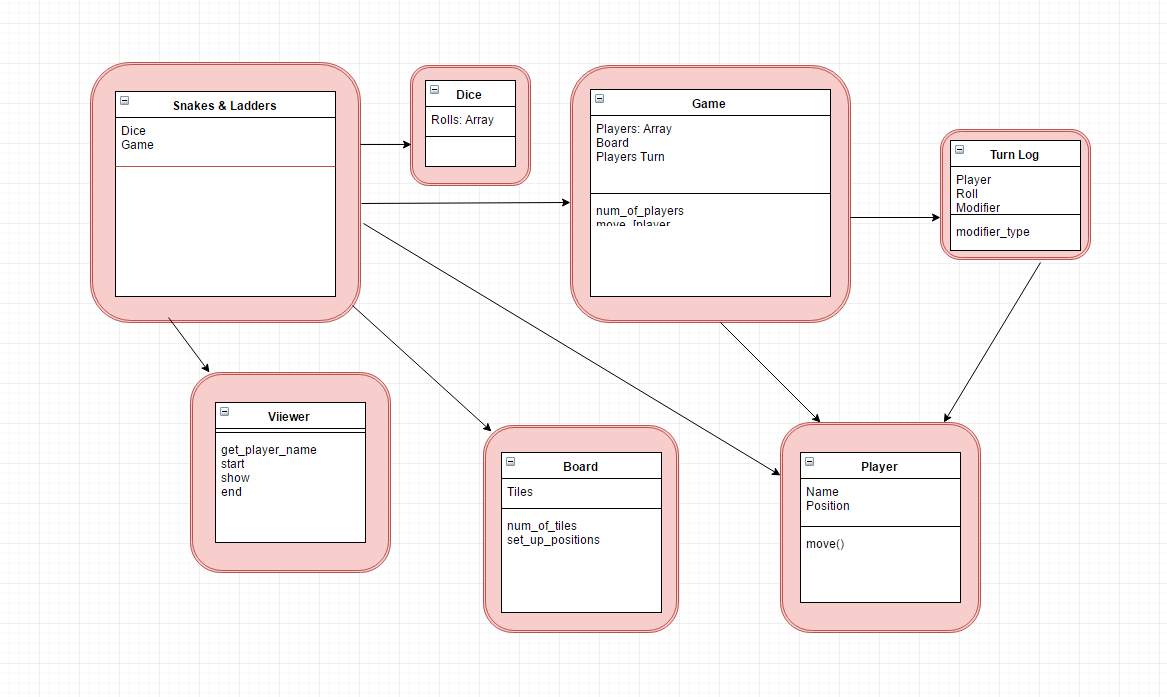 Snakes & Ladders
Dice
Game
Dice
Rolls: Array
Game
Players: Array
Board
Players Turn
num_of_players
move_[player
Turn Log
Player
Roll
Modifier
modifier_type
Viiewer
get_player_name
start
show
end
Board
Tiles
num_of_tiles
set_up_positions
Player
Name
Position
move()